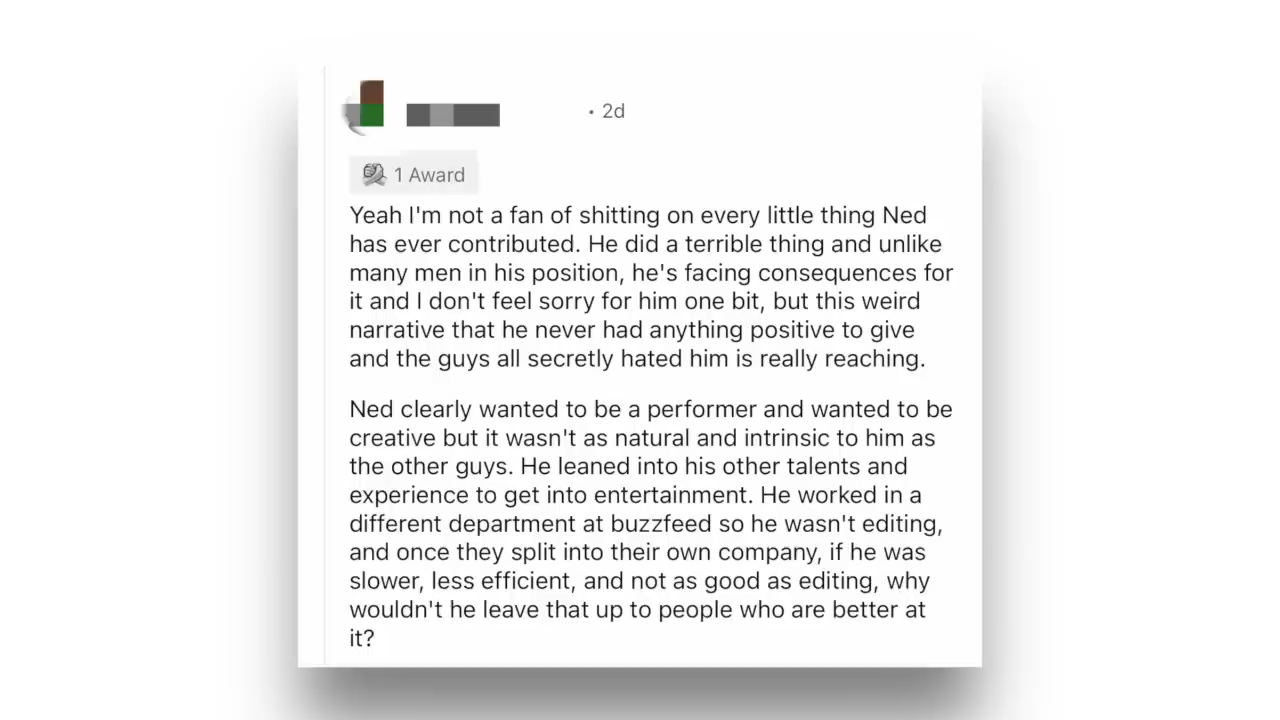 • 2d
1 Award
Yeah I'm not a fan of shitting on every little thing Ned
has ever contributed. He did a terrible thing and unlike
many men in his position, he's facing consequences for
it and I don't feel sorry for him one bit, but this weird
narrative that he never had anything positive to give
and the guys all secretly hated him is really reaching.
Ned clearly wanted to be a performer and wanted to be
creative but it wasn't as natural and intrinsic to him as
the other guys. He leaned into his other talents and
experience to get into entertainment. He worked in a
different department at buzzfeed so he wasn't editing,
and once they split into their own company, if he was
slower, less efficient, and not as good as editing, why
wouldn't he leave that up to people who are better at
it?